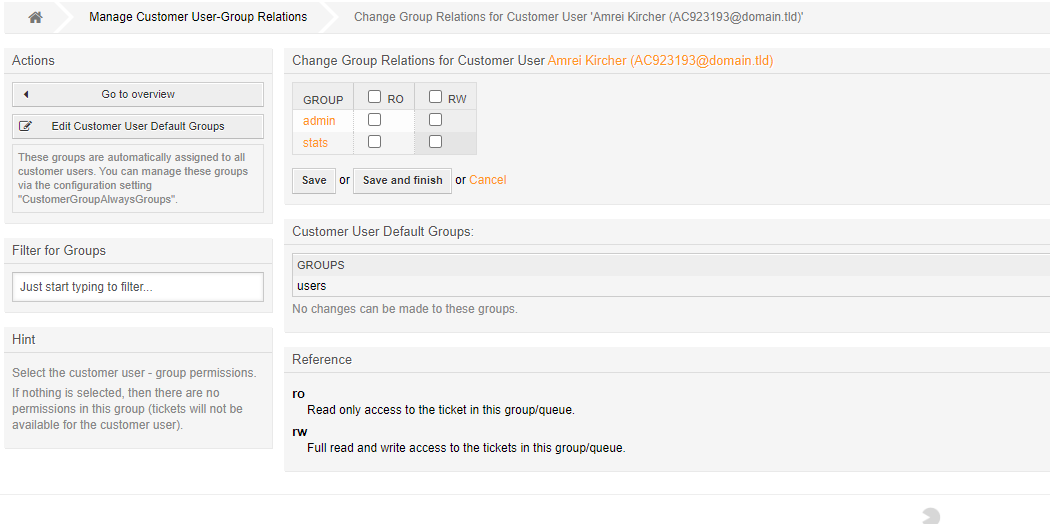 Manage Customer User-Group Relations
Change Group Relations for Customer User 'Amrei Kircher (AC923193@domain.tld)'
Actions
Go to overview
Edit Customer User Default Groups
These groups are automatically assigned to all
customer users. You can manage these groups
via the configuration setting
"CustomerGroupAlwaysGroups".
Filter for Groups
Just start typing to filter...
Hint
Select the customer user - group permissions.
If nothing is selected, then there are no
permissions in this group (tickets will not be
available for the customer user).
Change Group Relations for Customer User Amrei Kircher (AC923193@domain.tld)
GROUP RO RW
admin
stats
Save or Save and finish or Cancel
Customer User Default Groups:
GROUPS
users
No changes can be made to these groups.
Reference
ro
Read only access to the ticket in this group/queue.
rw
Full read and write access to the tickets in this group/queue.